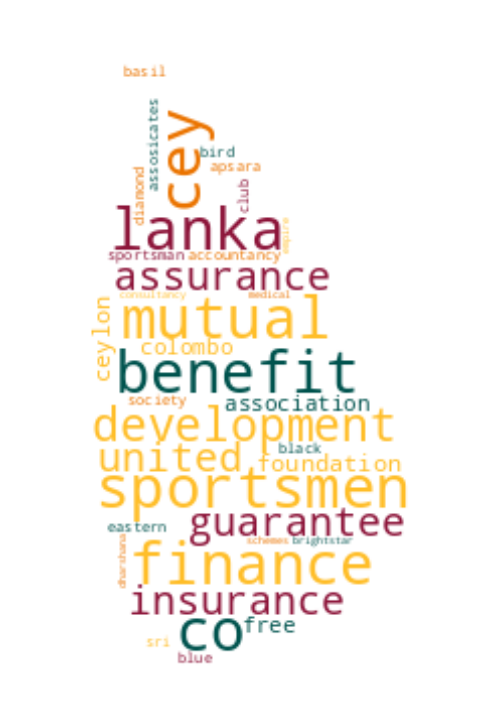 basil
assosicates
cey
bird
apsara
diamond
club
lanka
empire
sportsman accountancy
assurance
consultancy medical
ceylon
mutual
colombo
benefit
society
association
development
black
united foundation
sportsmen
guarantee
eastern
schemes brightstar
dharshana
finance
insurance
co free
sri
blue